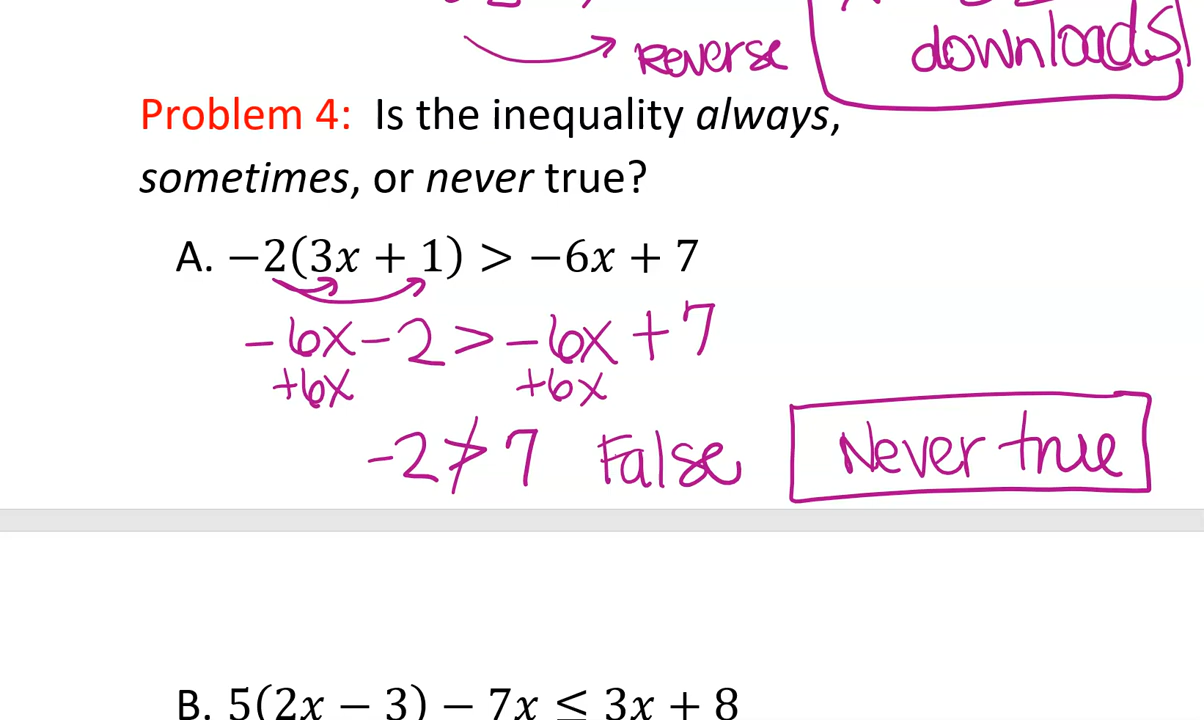 Reverse
downloads
Problem 4: Is the inequality always,
sometimes, or never true?
A. −2(3x + 1) > −6x + 7
-6x - 2 > -6x + 7
+6x +6x
-2 ≯ 7 False Never true
B. 5(2x − 3) − 7x ≤ 3x + 8